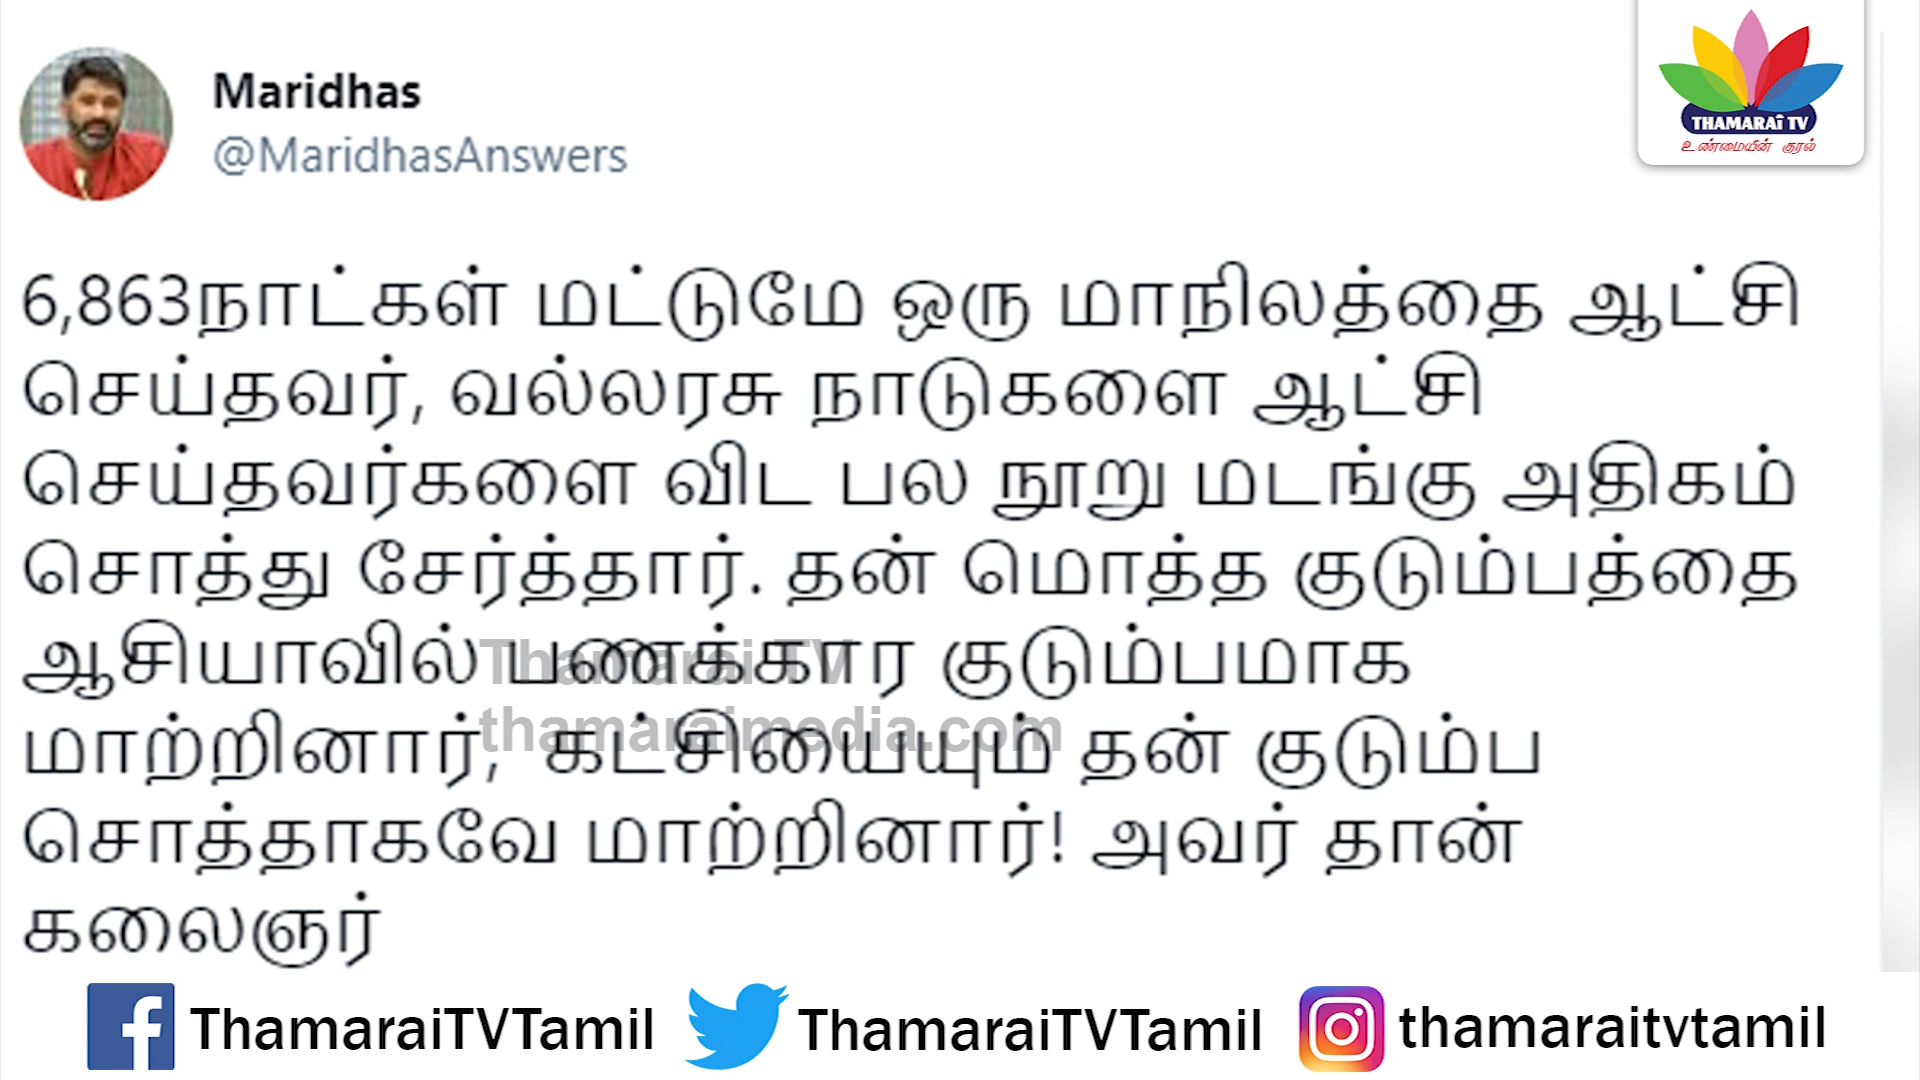 Maridhas
@MaridhasAnswers
THAMARAI TV
உண்மையின் குரல்
6,863நாட்கள் மட்டுமே ஒரு மாநிலத்தை ஆட்சி
செய்தவர், வல்லரசு நாடுகளை ஆட்சி
செய்தவர்களை விட பல நூறு மடங்கு அதிகம்
சொத்து சேர்த்தார். தன் மொத்த குடும்பத்தை
ஆசியாவில் பணக்கார குடும்பமாக
மாற்றினார், கட்சியையும் தன் குடும்ப
சொத்தாகவே மாற்றினார்! அவர் தான்
கலைஞர்
Thamarai TV
thamaraimedia.com
ThamaraiTVTamil
ThamaraiTVTamil
thamaraitvtamil